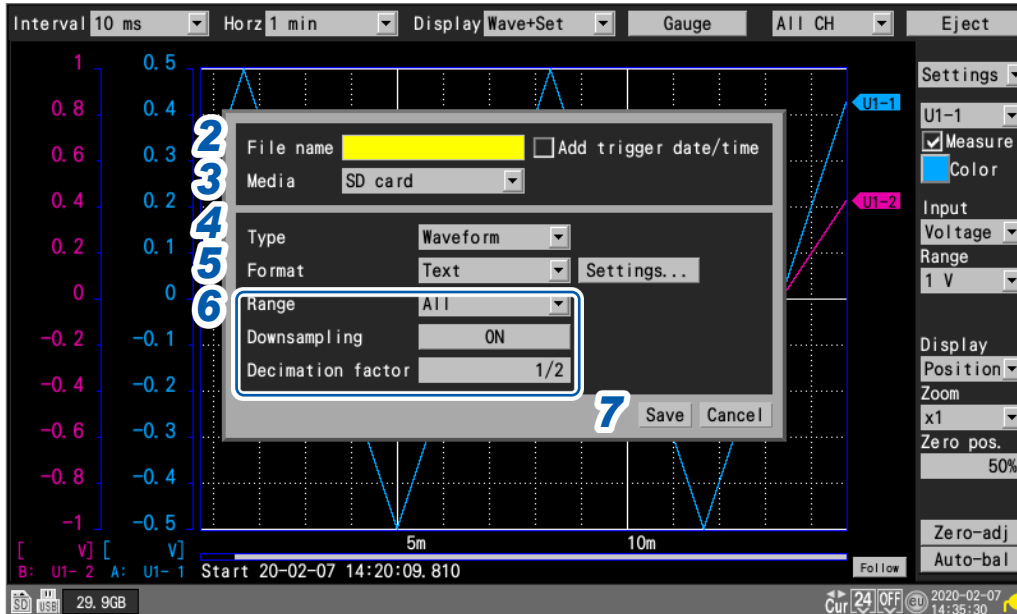 Interval 10 ms Horz 1 min Display Wave+Set Gauge All CH Eject
1 0.5 Settings
0.8 0.4 U1-1 U1-1
2 File name Add trigger date/time Measure
0.6 0.3 Color
3 Media SD card
0.4 0.2 U1-2 Input
4 Type Waveform Voltage
0.2 0.1 Range
5 Format Text Settings... 1 V
0 0
6 Range All
-0.2 -0.1 Downsampling ON Display
Decimation factor 1/2 Position
-0.4 -0.2 Zoom
7 Save Cancel x1
-0.6 -0.3 Zero pos.
50%
-0.8 -0.4
-1 -0.5 Zero-adj
5m 10m
[ V] [ V] Auto-bal
B: U1- 2 A: U1- 1 Start 20-02-07 14:20:09.810 Follow
SD USB 29.9GB Cur 24 OFF eu 2020-02-07
14:35:30